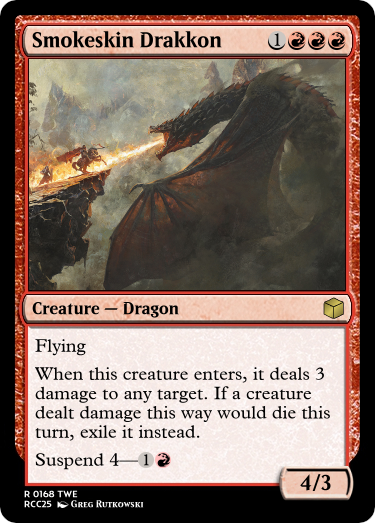 Smokeskin Drakkon 1
Flying
When this creature enters, it deals 3
damage to any target. If a creature
dealt damage this way would die this
turn, exile it instead.
Suspend 4—1
Creature — Dragon
4/3
R 0168 TWE
RCC25 Greg Rutkowski